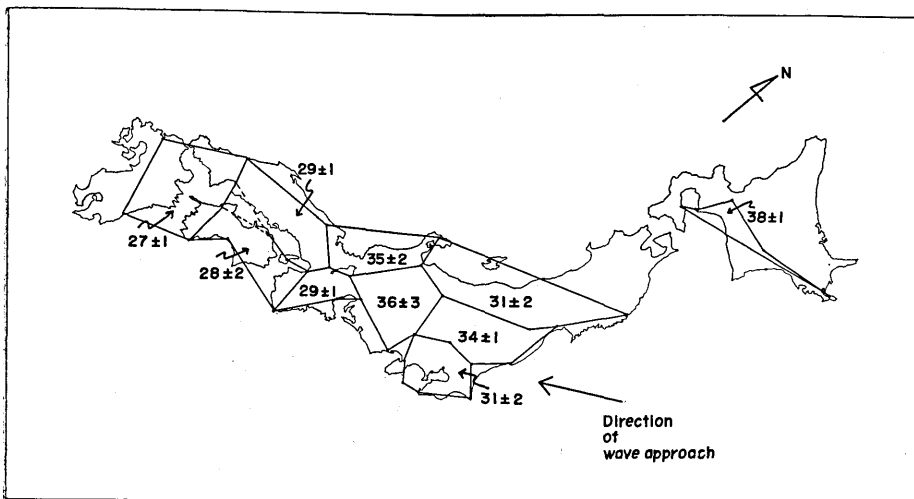 N
29±1
38±1
27±1
35±2
28±2
29±1
36±3
31±2
34±1
31±2
Direction
of
wave approach